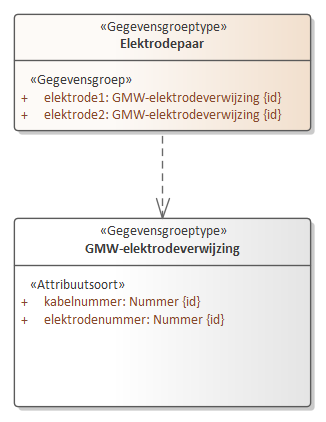 «Gegevensgroeptype»
Elektrodepaar
«Gegevensgroep»
+ elektrode1: GMW-elektrodeverwijzing {id}
+ elektrode2: GMW-elektrodeverwijzing {id}
«Gegevensgroeptype»
GMW-elektrodeverwijzing
«Attribuutsoort»
+ kabelnummer: Nummer {id}
+ elektrodenummer: Nummer {id}